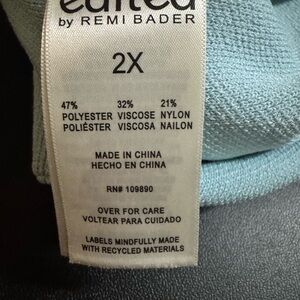 edited
by REMI BADER
2X
47% 32% 21%
POLYESTER VISCOSE NYLON
POLIÉSTER VISCOSA NAILON
MADE IN CHINA
HECHO EN CHINA
RN# 109890
OVER FOR CARE
VOLTEAR PARA CUIDADO
LABELS MINDFULLY MADE
WITH RECYCLED MATERIALS